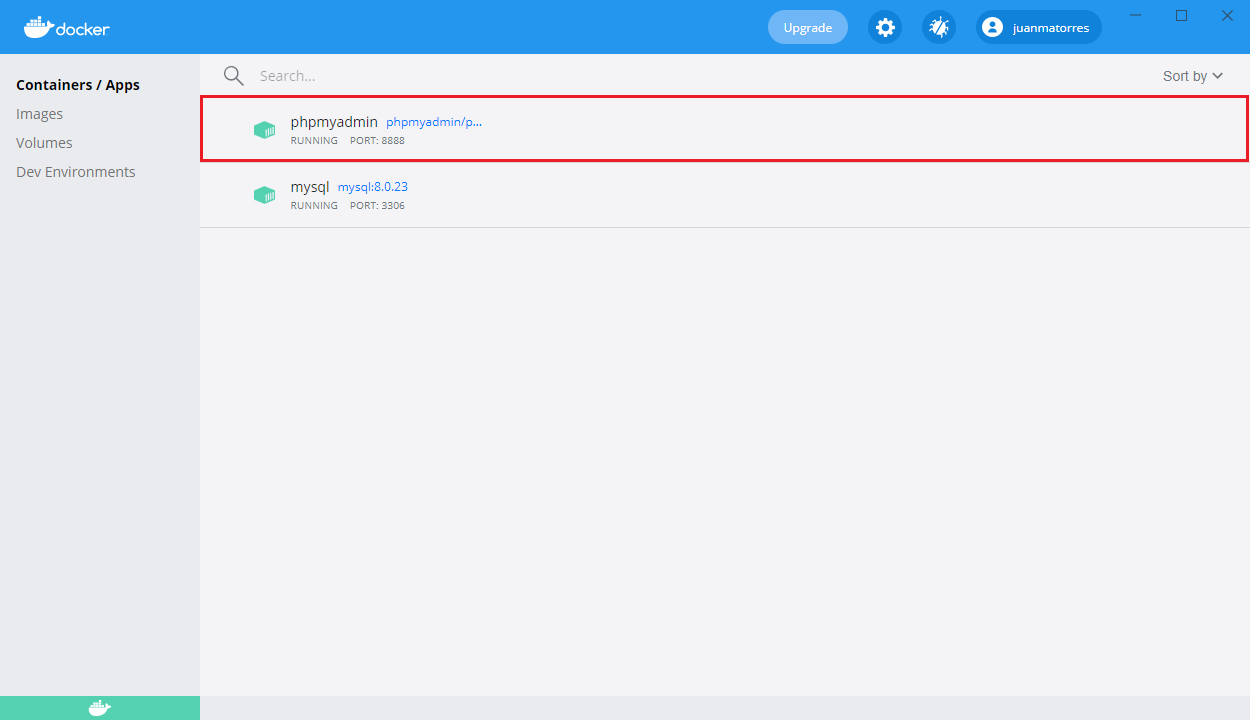 docker
Upgrade
juanmatorres
Containers / Apps
Images
Volumes
Dev Environments
Search...
Sort by
phpmyadmin phpmyadmin/p...
RUNNING PORT: 8888
mysql mysql:8.0.23
RUNNING PORT: 3306